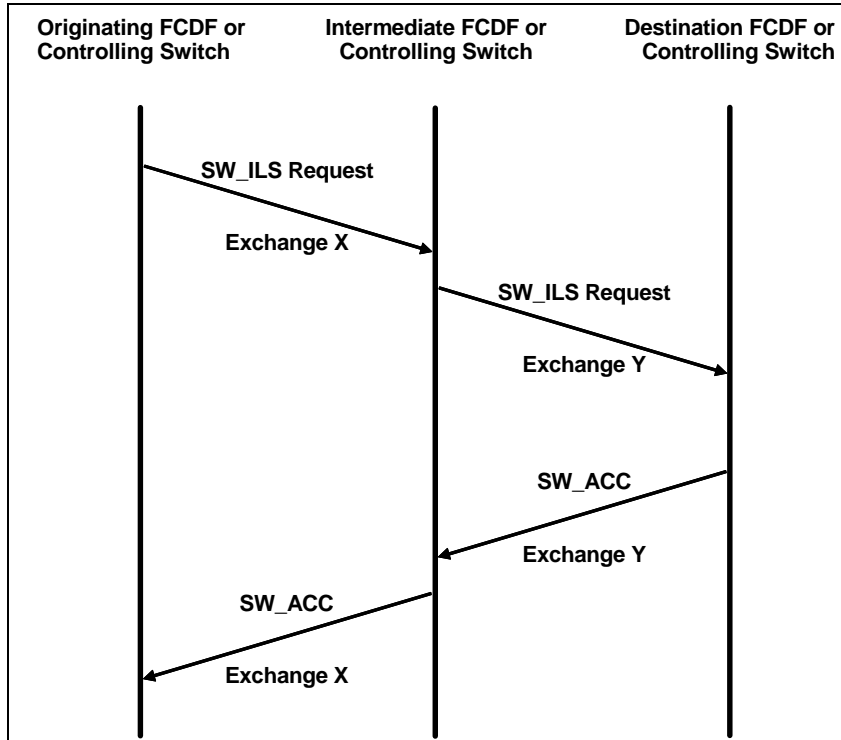 Originating FCDF or
Controlling Switch
Intermediate FCDF or
Controlling Switch
Destination FCDF or
Controlling Switch
SW_ILS Request
Exchange X
SW_ILS Request
Exchange Y
SW_ACC
Exchange Y
SW_ACC
Exchange X